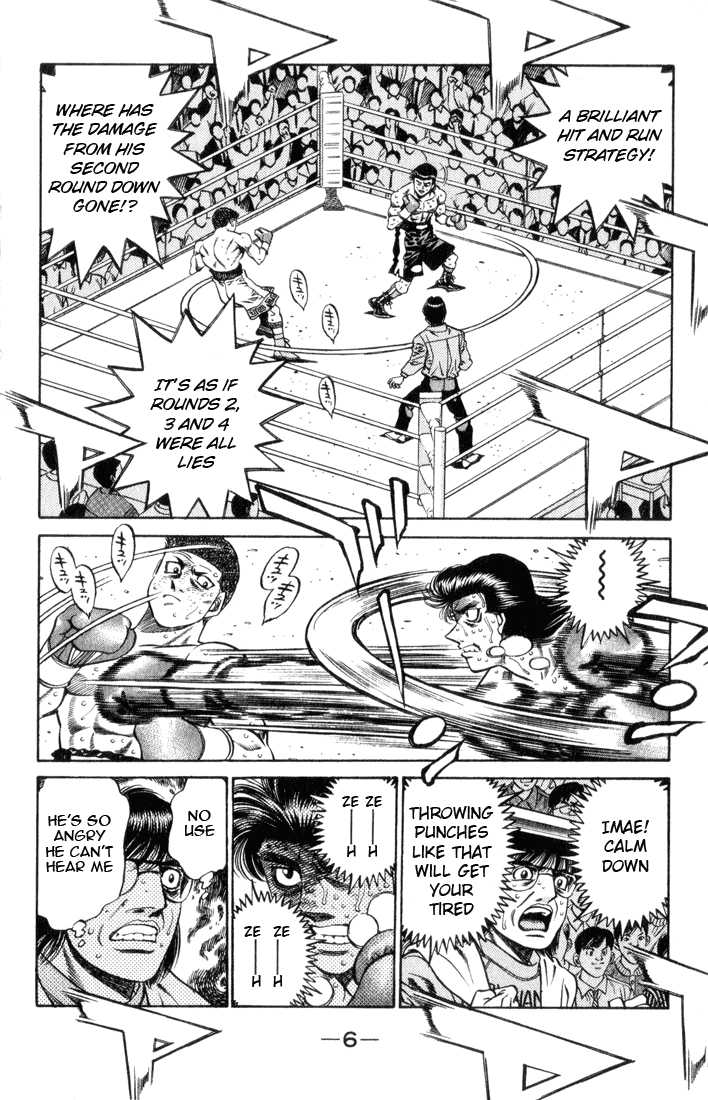 A BRILLIANT
HIT AND RUN
STRATEGY!
WHERE HAS
THE DAMAGE
FROM HIS
SECOND
ROUND DOWN
GONE!?
キュッ
キュッ
キュッ
IT'S AS IF
ROUNDS 2,
3 AND 4
WERE ALL
LIES
キュッ
キュッ
キュッ
キュッ
IMAE!
CALM
DOWN
THROWING
PUNCHES
LIKE THAT
WILL GET
YOUR
TIRED
ZE ZE
H H
ZE ZE
H H
NO
USE
HE'S SO
ANGRY
HE CAN'T
HEAR ME
—6—